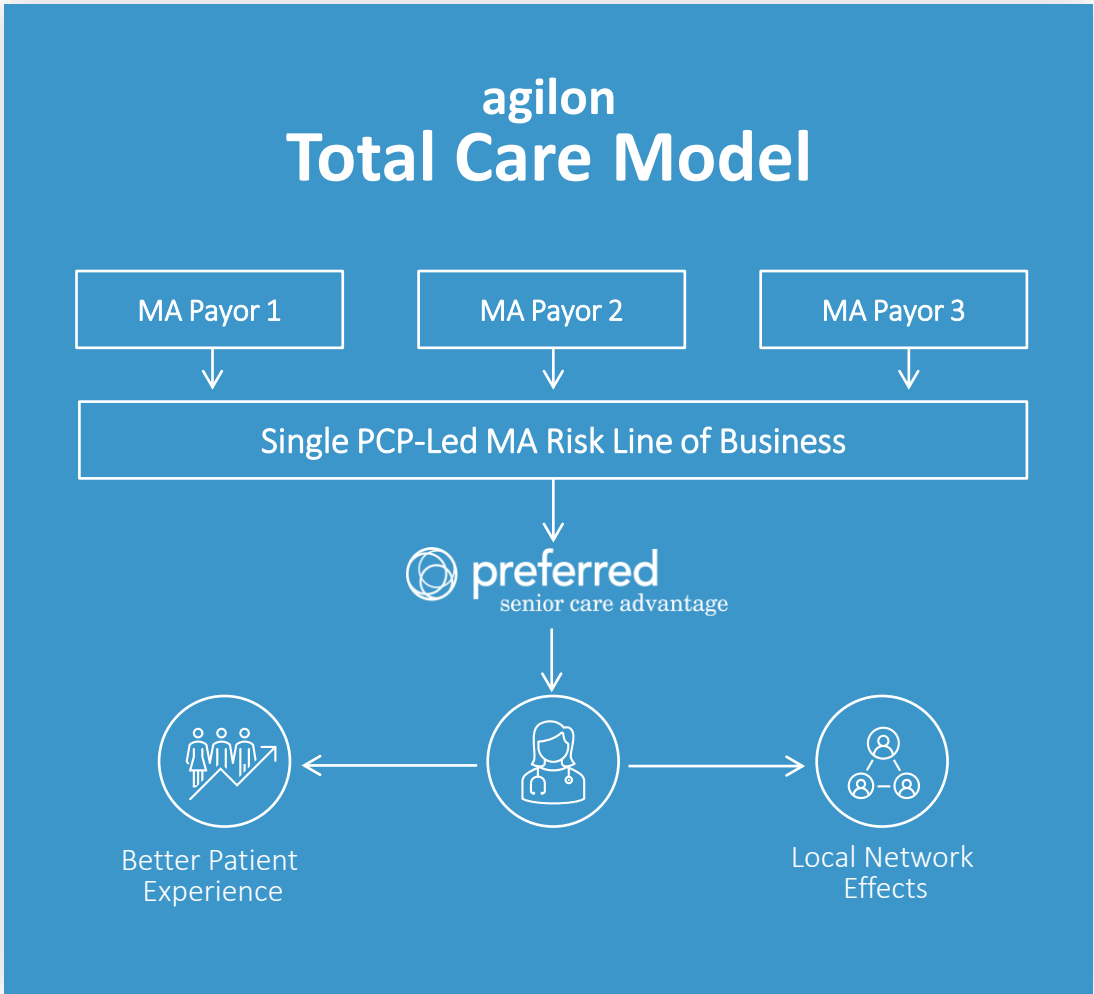 agilon
Total Care Model
MA Payor 1
MA Payor 2
MA Payor 3
Single PCP-Led MA Risk Line of Business
preferred
senior care advantage
Better Patient
Experience
Local Network
Effects